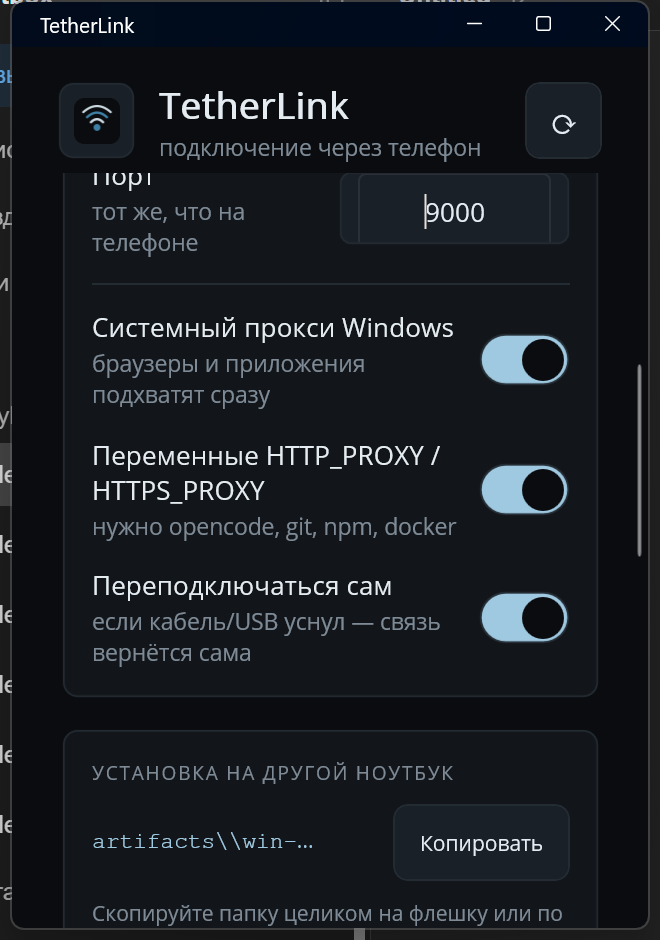 TetherLink
TetherLink
подключение через телефон
Порт
тот же, что на
телефоне
9000
Системный прокси Windows
браузеры и приложения
подхватят сразу
Переменные HTTP_PROXY /
HTTPS_PROXY
нужно opencode, git, npm, docker
Переподключаться сам
если кабель/USB уснул — связь
вернётся сама
УСТАНОВКА НА ДРУГОЙ НОУТБУК
artifacts\\win-…
Копировать
Скопируйте папку целиком на флешку или по